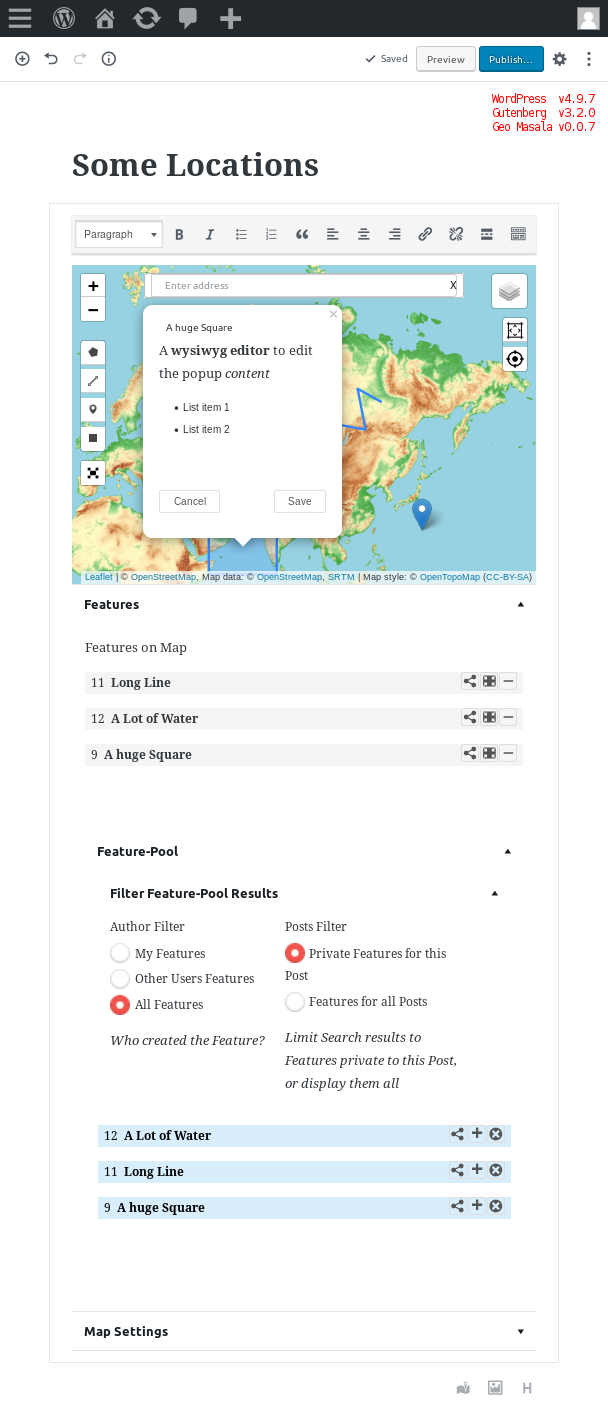 Saved Preview Publish...
WordPress v4.9.7
Gutenberg v3.2.0
Geo Masala v0.0.7
Some Locations
Paragraph B I
+ Enter address X
−
×
A huge Square
A wysiwyg editor to edit
the popup content
• List item 1
• List item 2
Cancel Save
Leaflet | © OpenStreetMap, Map data: © OpenStreetMap, SRTM | Map style: © OpenTopoMap (CC-BY-SA)
Features
Features on Map
11 Long Line
12 A Lot of Water
9 A huge Square
Feature-Pool
Filter Feature-Pool Results
Author Filter
My Features
Other Users Features
All Features
Who created the Feature?
Posts Filter
Private Features for this
Post
Features for all Posts
Limit Search results to
Features private to this Post,
or display them all
12 A Lot of Water
11 Long Line
9 A huge Square
Map Settings
H